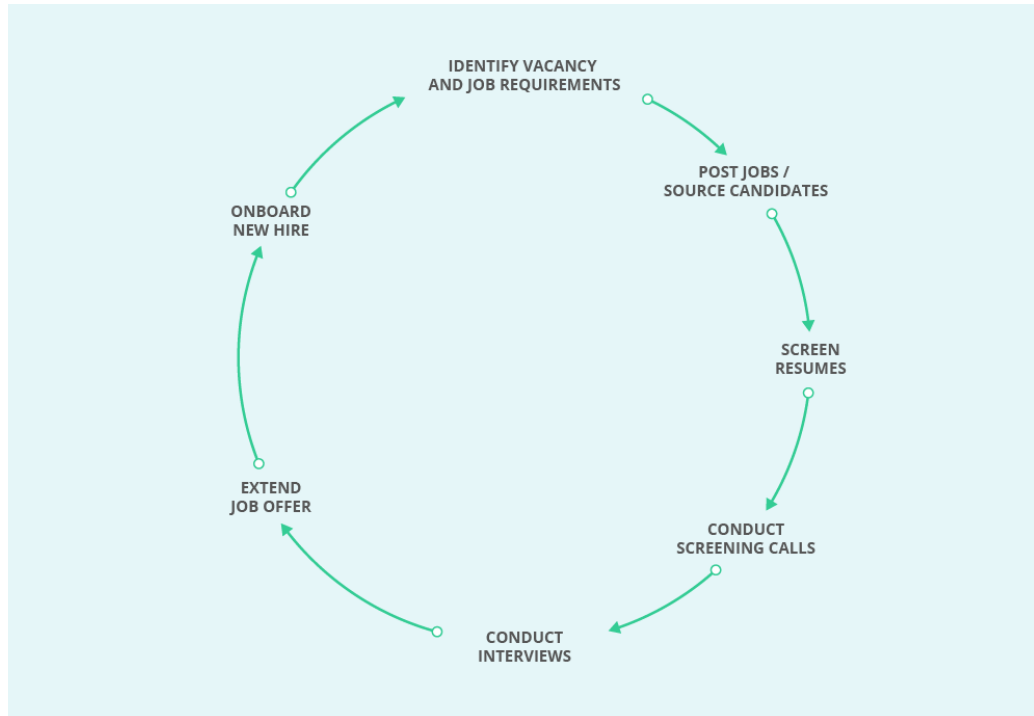 IDENTIFY VACANCY
AND JOB REQUIREMENTS
POST JOBS /
SOURCE CANDIDATES
SCREEN
RESUMES
CONDUCT
SCREENING CALLS
CONDUCT
INTERVIEWS
EXTEND
JOB OFFER
ONBOARD
NEW HIRE